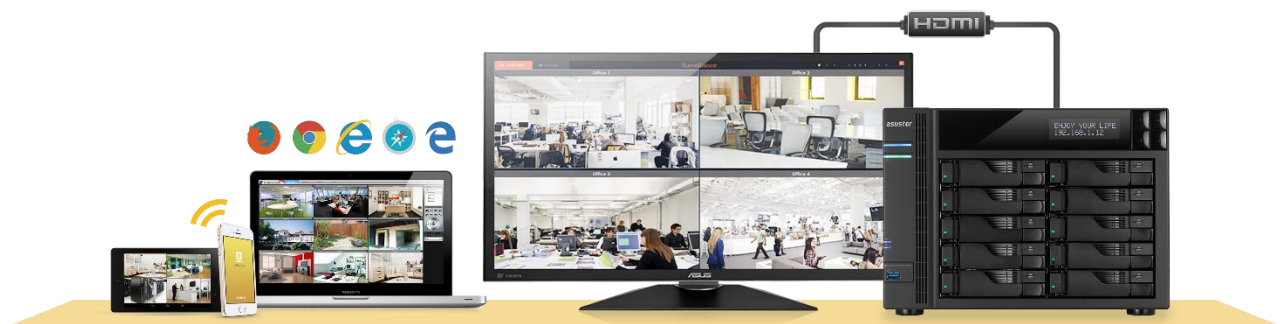 HDMI
Surveillance
Office 1
Office 2
asustor
ENJOY YOUR LIFE
192.168.1.12
Office 3
Office 4
ASUS